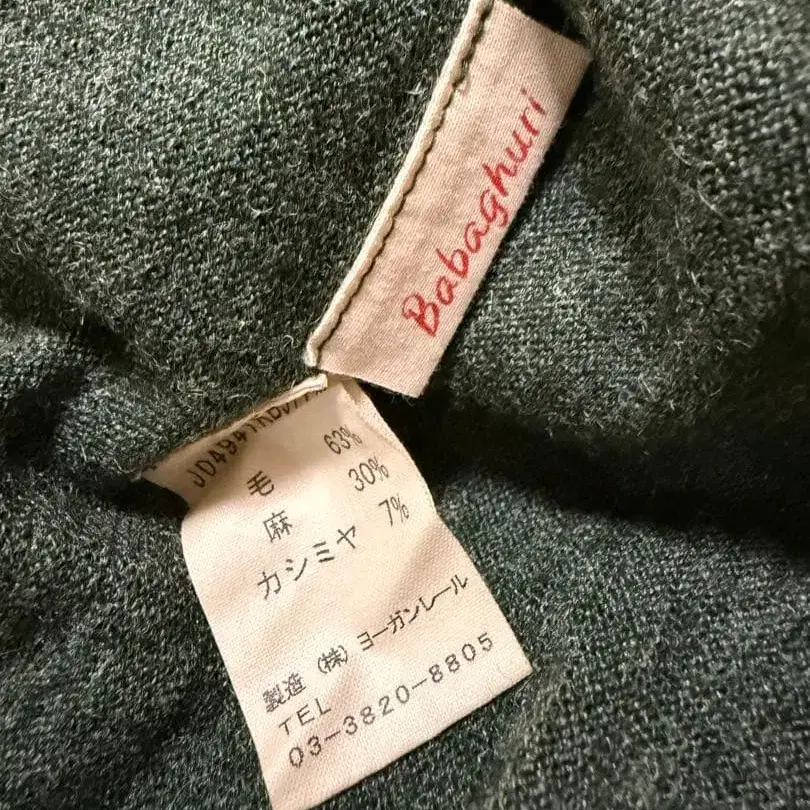 Babaghuri
毛 63%
麻 30%
カシミヤ 7%
製造 (株) ヨーガンレール
TEL
03-3820-8805